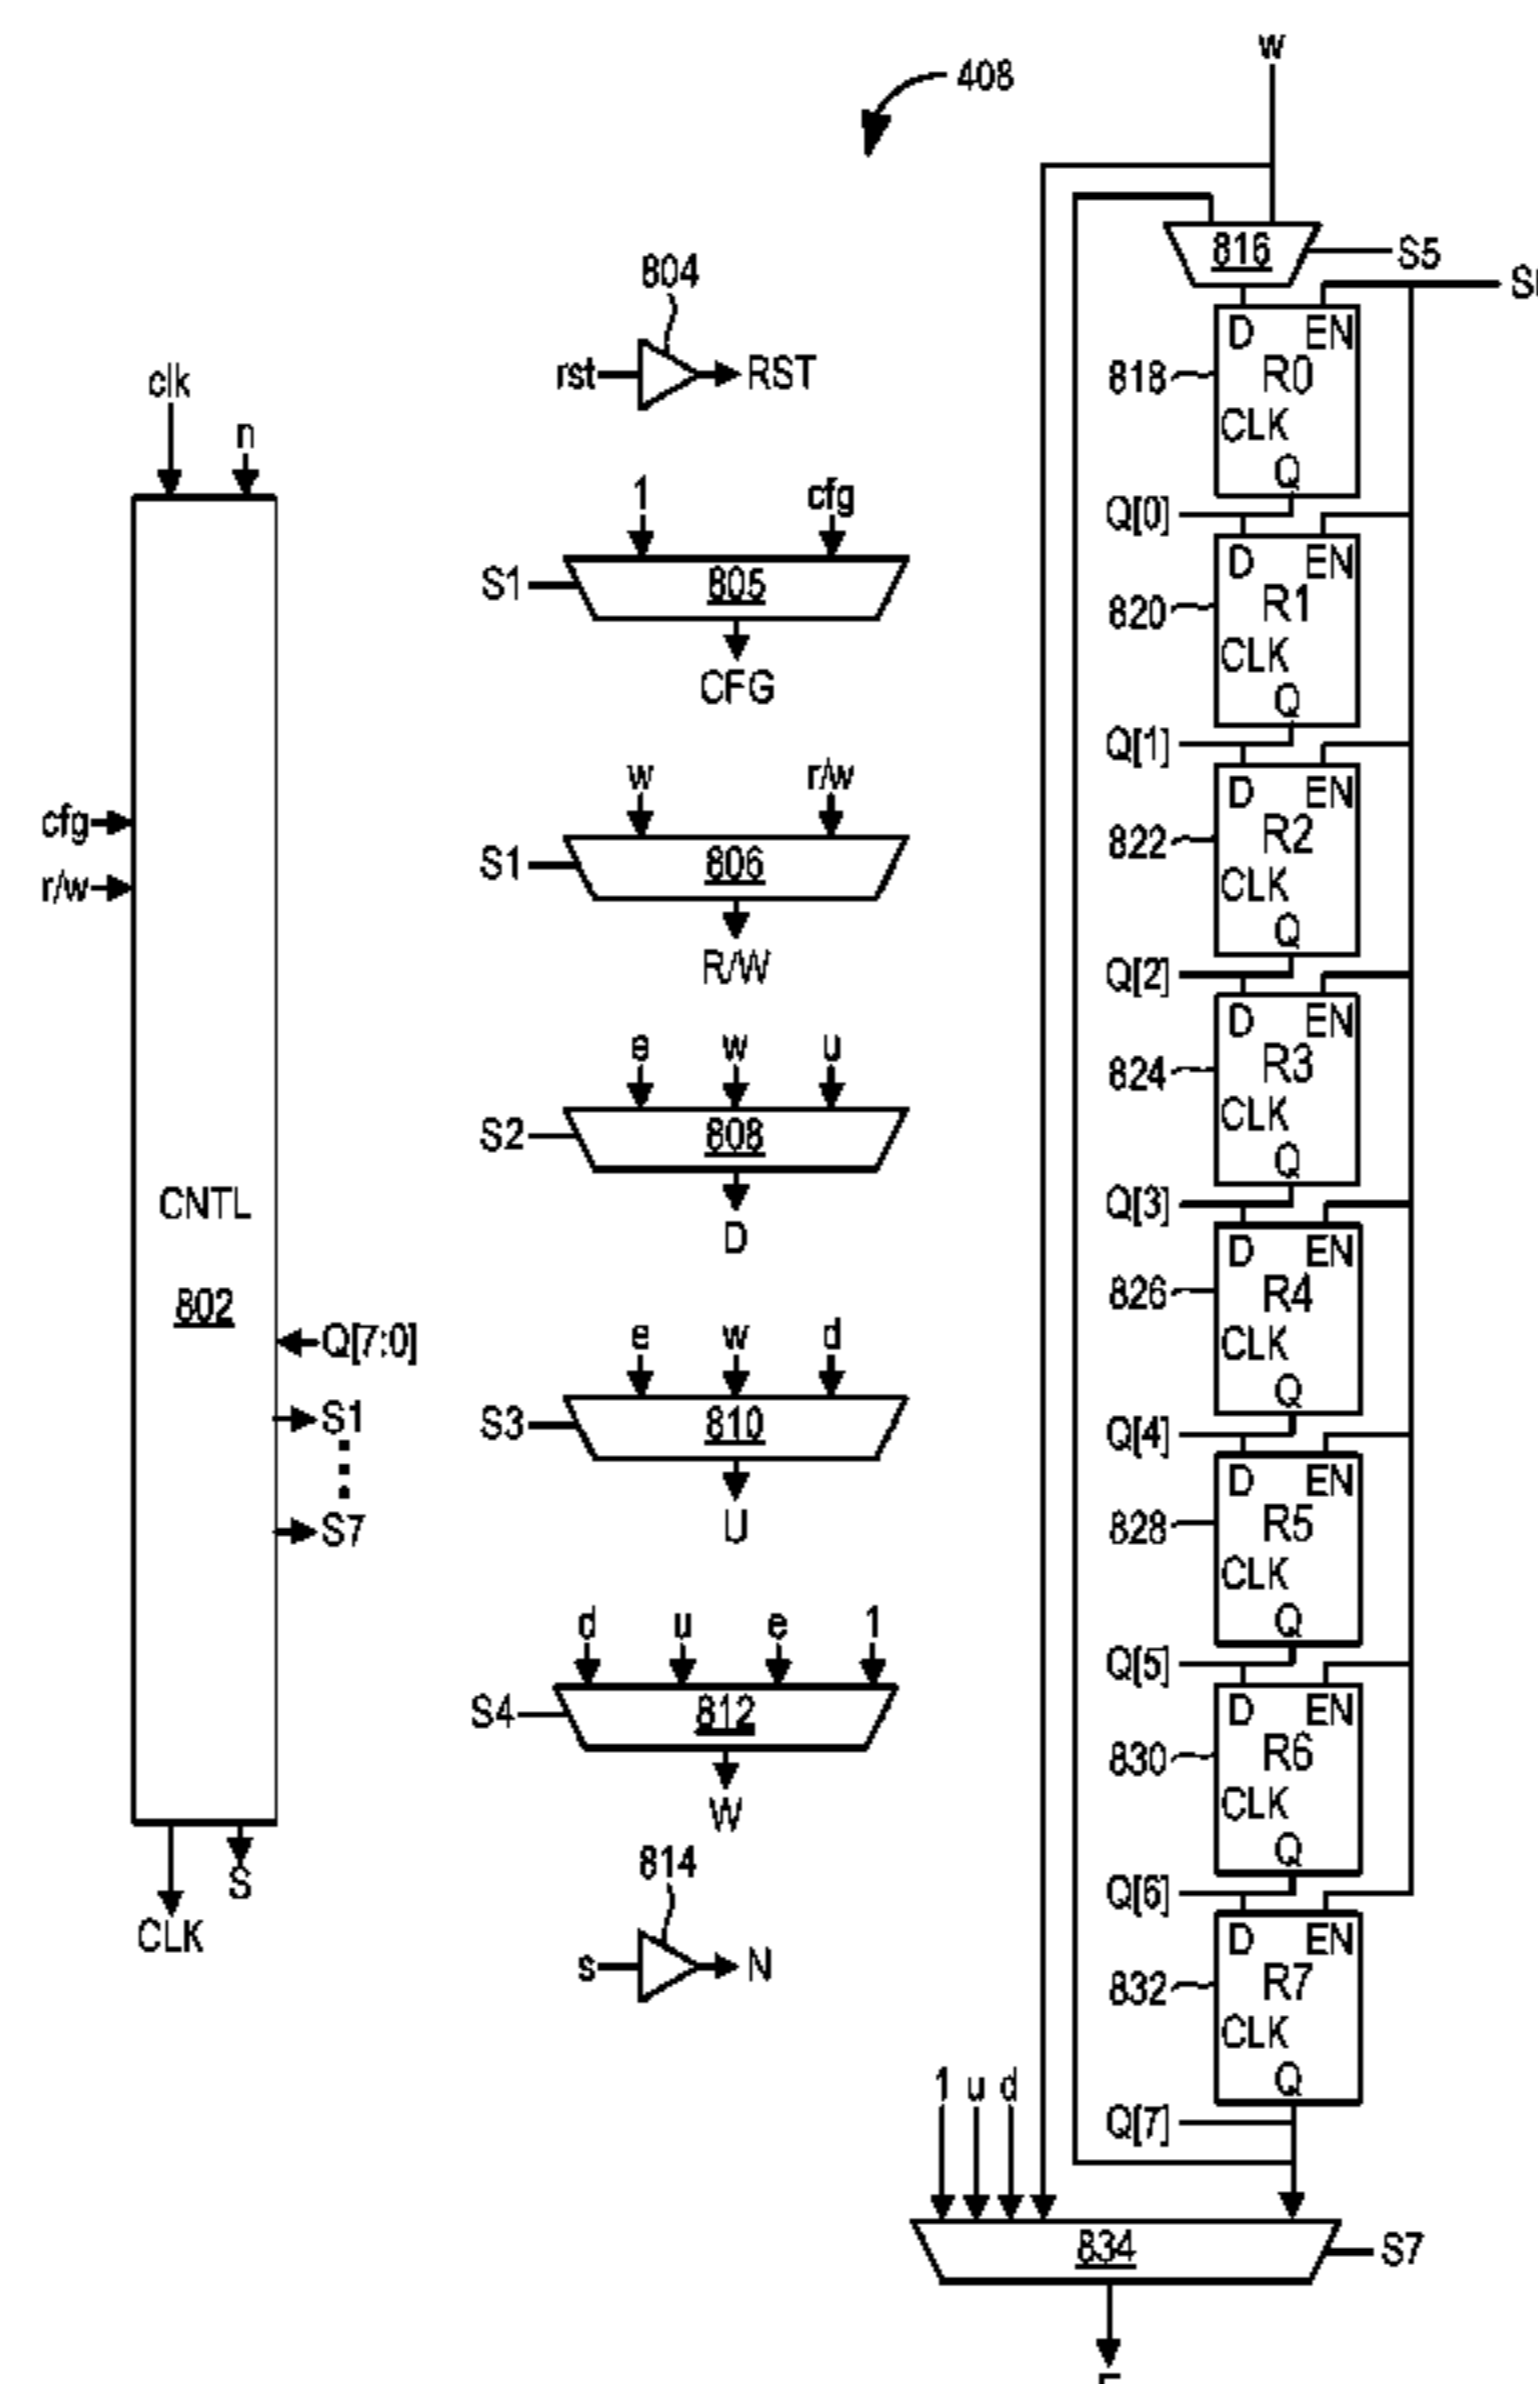 408
w
816
S5
804
rst
RST
818
D
EN
R0
CLK
Q
clk
n
1
cfg
S1
805
CFG
Q[0]
820
D
EN
R1
CLK
Q
w
r/w
S1
806
R/W
Q[1]
822
D
EN
R2
CLK
Q
cfg
r/w
e
w
u
S2
808
D
Q[2]
824
D
EN
R3
CLK
Q
CNTL
802
Q[7:0]
S1
S7
CLK
S
e
w
d
S3
810
U
Q[3]
826
D
EN
R4
CLK
Q
Q[4]
828
D
EN
R5
CLK
Q
d
u
e
1
S4
812
W
Q[5]
830
D
EN
R6
CLK
Q
814
s
N
Q[6]
832
D
EN
R7
CLK
Q
1 u d
Q[7]
834
S7